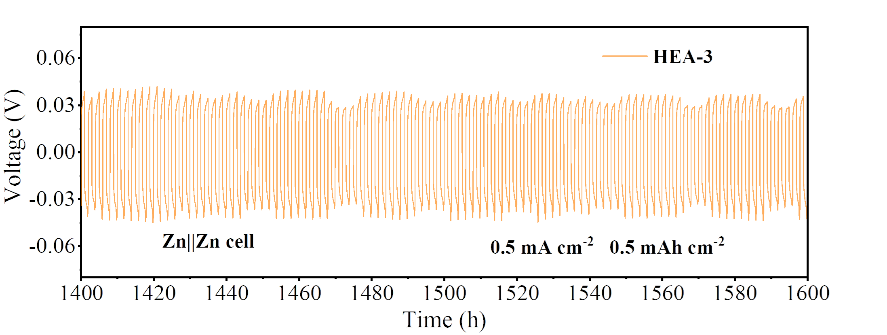 HEA-3
0.06
0.03
0.00
-0.03
-0.06
Voltage (V)
Zn||Zn cell
0.5 mA cm⁻² 0.5 mAh cm⁻²
1400 1420 1440 1460 1480 1500 1520 1540 1560 1580 1600
Time (h)